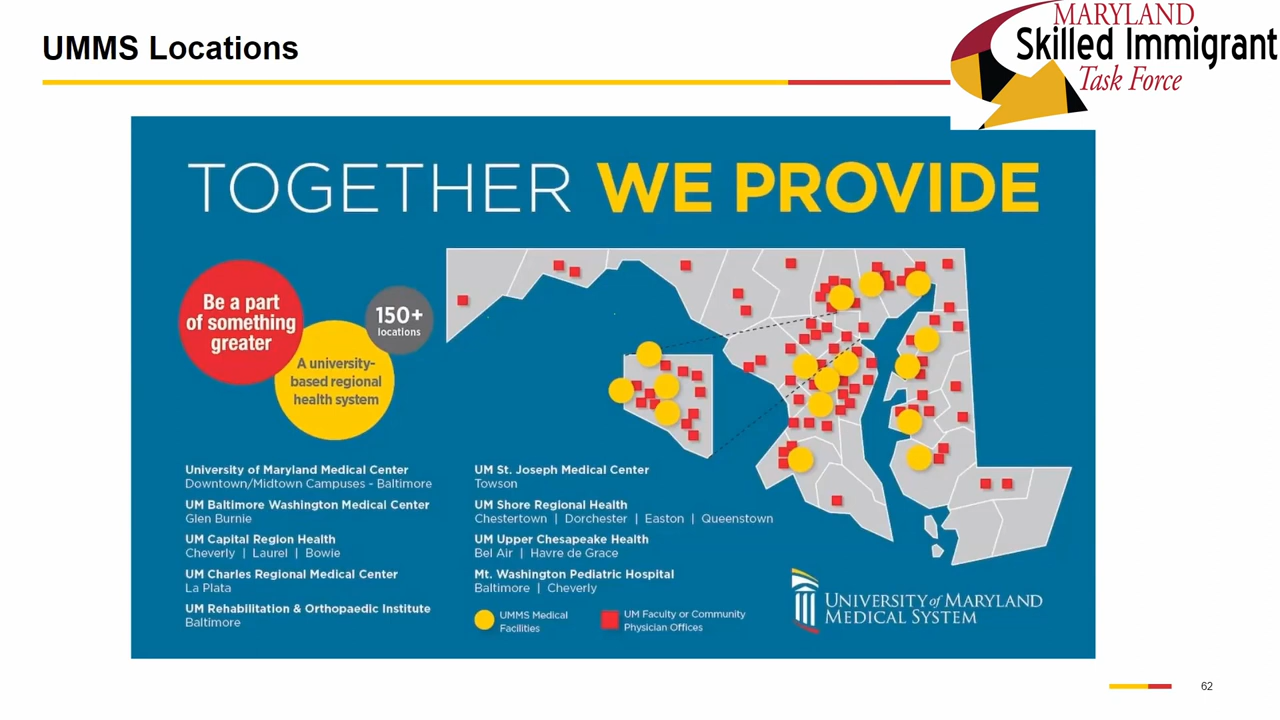 UMMS Locations
MARYLAND
Skilled Immigrant
Task Force
TOGETHER WE PROVIDE
Be a part
of something
greater
150+
locations
A university-
based regional
health system
University of Maryland Medical Center
Downtown/Midtown Campuses - Baltimore
UM Baltimore Washington Medical Center
Glen Burnie
UM Capital Region Health
Cheverly | Laurel | Bowie
UM Charles Regional Medical Center
La Plata
UM Rehabilitation & Orthopaedic Institute
Baltimore
UM St. Joseph Medical Center
Towson
UM Shore Regional Health
Chestertown | Dorchester | Easton | Queenstown
UM Upper Chesapeake Health
Bel Air | Havre de Grace
Mt. Washington Pediatric Hospital
Baltimore | Cheverly
UMMS Medical
Facilities
UM Faculty or Community
Physician Offices
UNIVERSITY of MARYLAND
MEDICAL SYSTEM
62